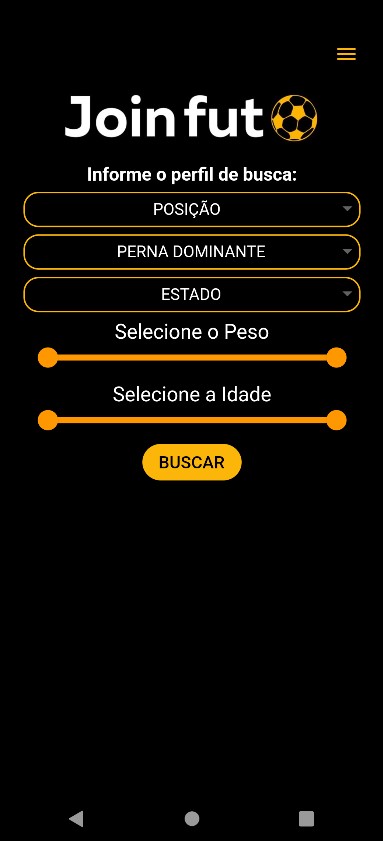 Join fut
Informe o perfil de busca:
POSIÇÃO
PERNA DOMINANTE
ESTADO
Selecione o Peso
Selecione a Idade
BUSCAR